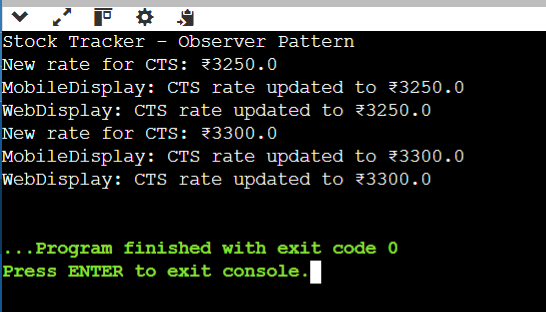 Stock Tracker - Observer Pattern
New rate for CTS: ₹3250.0
MobileDisplay: CTS rate updated to ₹3250.0
WebDisplay: CTS rate updated to ₹3250.0
New rate for CTS: ₹3300.0
MobileDisplay: CTS rate updated to ₹3300.0
WebDisplay: CTS rate updated to ₹3300.0
...Program finished with exit code 0
Press ENTER to exit console.